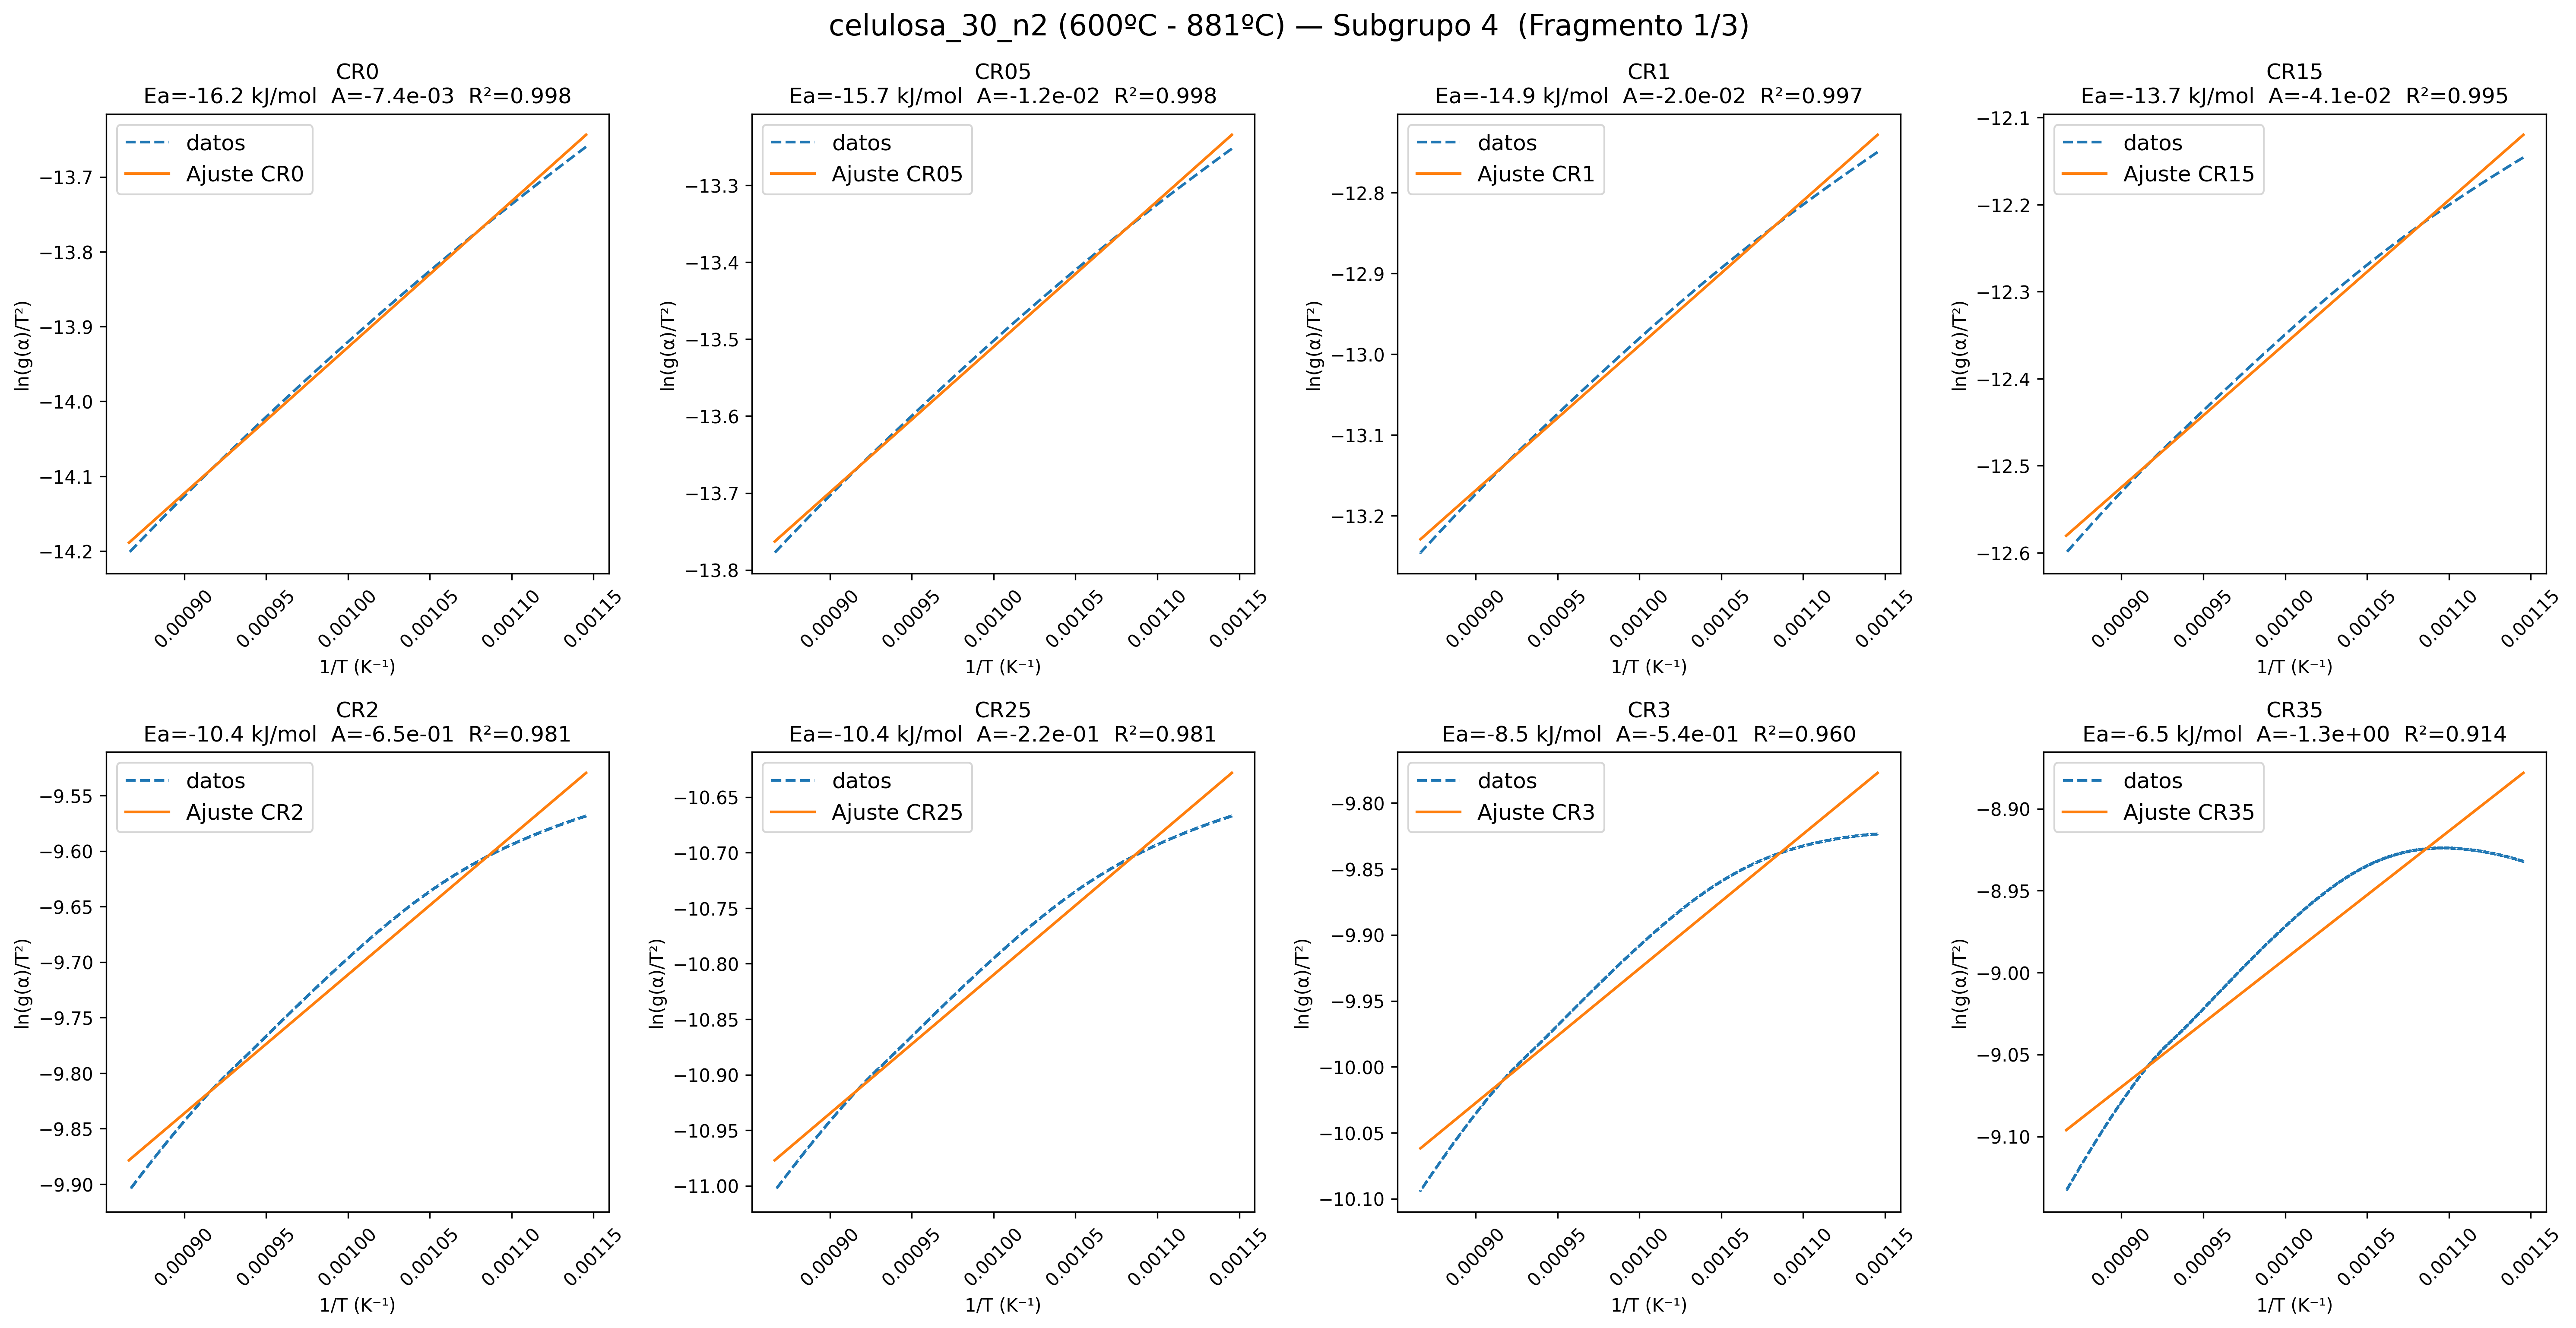 celulosa_30_n2 (600ºC - 881ºC) — Subgrupo 4  (Fragmento 1/3)
CR0
Ea=-16.2 kJ/mol  A=-7.4e-03  R²=0.998
datos
Ajuste CR0
−13.7
−13.8
−13.9
−14.0
−14.1
−14.2
ln(g(α)/T²)
0.00090
0.00095
0.00100
0.00105
0.00110
0.00115
1/T (K⁻¹)
CR05
Ea=-15.7 kJ/mol  A=-1.2e-02  R²=0.998
datos
Ajuste CR05
−13.3
−13.4
−13.5
−13.6
−13.7
−13.8
ln(g(α)/T²)
0.00090
0.00095
0.00100
0.00105
0.00110
0.00115
1/T (K⁻¹)
CR1
Ea=-14.9 kJ/mol  A=-2.0e-02  R²=0.997
datos
Ajuste CR1
−12.8
−12.9
−13.0
−13.1
−13.2
ln(g(α)/T²)
0.00090
0.00095
0.00100
0.00105
0.00110
0.00115
1/T (K⁻¹)
CR15
Ea=-13.7 kJ/mol  A=-4.1e-02  R²=0.995
datos
Ajuste CR15
−12.1
−12.2
−12.3
−12.4
−12.5
−12.6
ln(g(α)/T²)
0.00090
0.00095
0.00100
0.00105
0.00110
0.00115
1/T (K⁻¹)
CR2
Ea=-10.4 kJ/mol  A=-6.5e-01  R²=0.981
datos
Ajuste CR2
−9.55
−9.60
−9.65
−9.70
−9.75
−9.80
−9.85
−9.90
ln(g(α)/T²)
0.00090
0.00095
0.00100
0.00105
0.00110
0.00115
1/T (K⁻¹)
CR25
Ea=-10.4 kJ/mol  A=-2.2e-01  R²=0.981
datos
Ajuste CR25
−10.65
−10.70
−10.75
−10.80
−10.85
−10.90
−10.95
−11.00
ln(g(α)/T²)
0.00090
0.00095
0.00100
0.00105
0.00110
0.00115
1/T (K⁻¹)
CR3
Ea=-8.5 kJ/mol  A=-5.4e-01  R²=0.960
datos
Ajuste CR3
−9.80
−9.85
−9.90
−9.95
−10.00
−10.05
−10.10
ln(g(α)/T²)
0.00090
0.00095
0.00100
0.00105
0.00110
0.00115
1/T (K⁻¹)
CR35
Ea=-6.5 kJ/mol  A=-1.3e+00  R²=0.914
datos
Ajuste CR35
−8.90
−8.95
−9.00
−9.05
−9.10
ln(g(α)/T²)
0.00090
0.00095
0.00100
0.00105
0.00110
0.00115
1/T (K⁻¹)